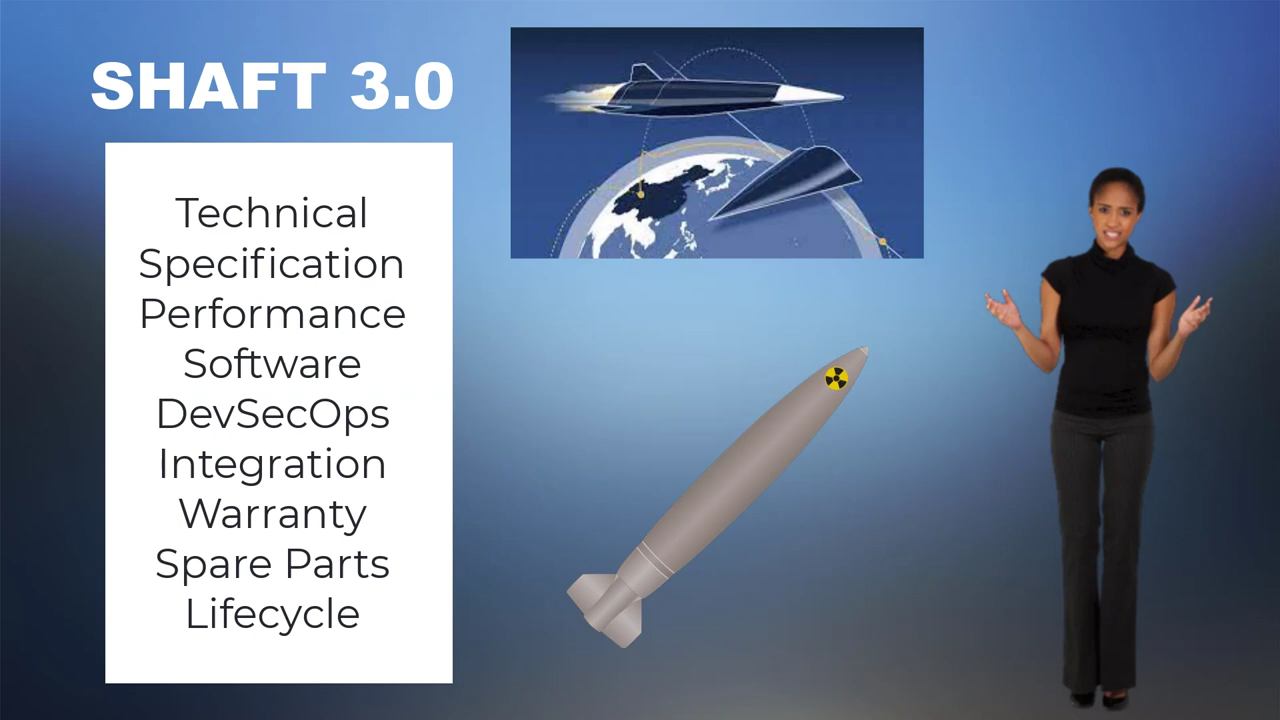 SHAFT 3.0
Technical
Specification
Performance
Software
DevSecOps
Integration
Warranty
Spare Parts
Lifecycle